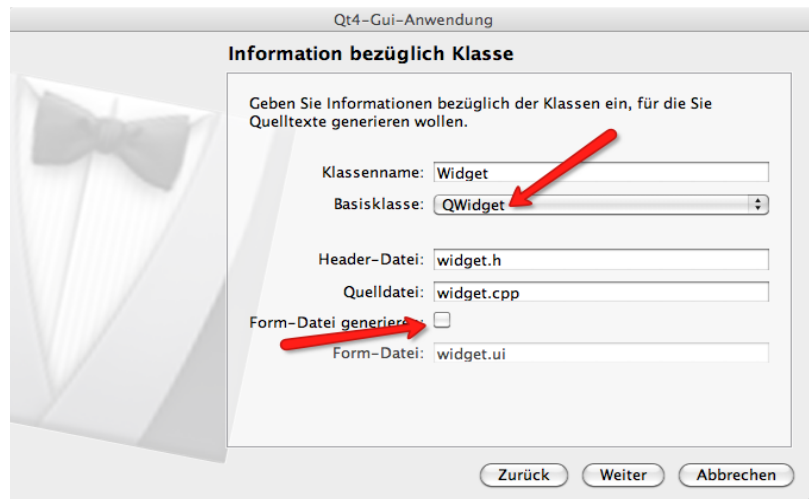 Qt4-Gui-Anwendung
Information bezüglich Klasse
Geben Sie Informationen bezüglich der Klassen ein, für die Sie
Quelltexte generieren wollen.
Klassenname: Widget
Basisklasse: QWidget
Header-Datei: widget.h
Quelldatei: widget.cpp
Form-Datei generieren:
Form-Datei: widget.ui
Zurück Weiter Abbrechen